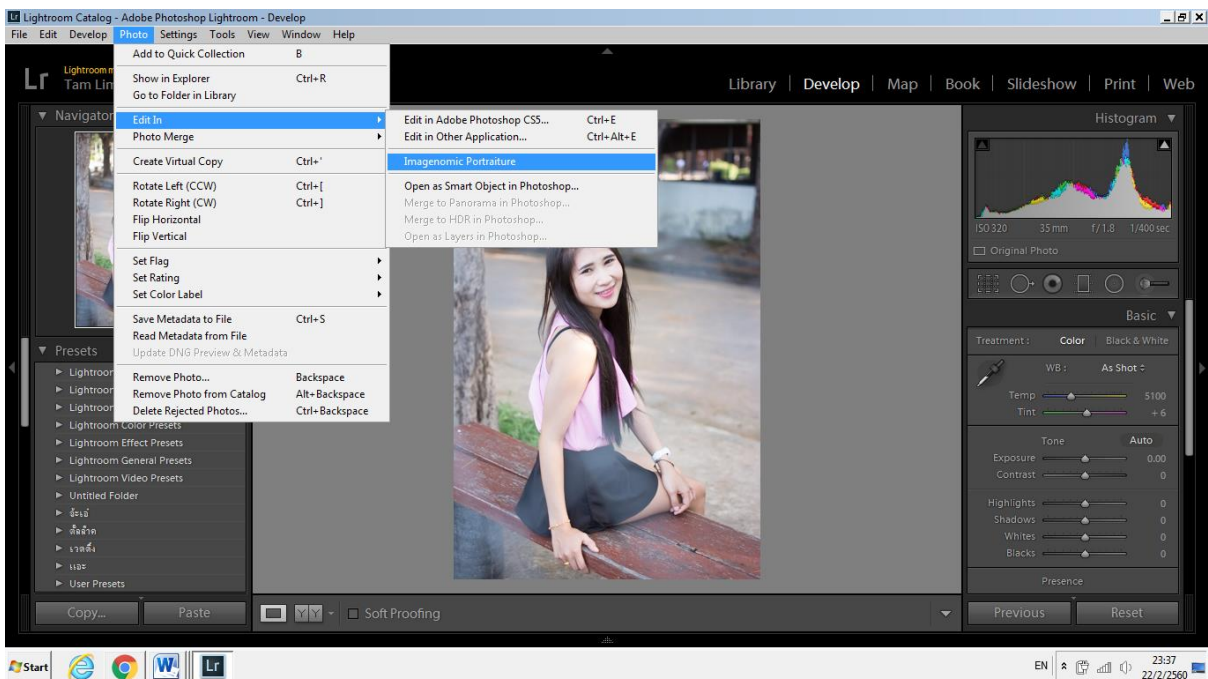 Lightroom Catalog - Adobe Photoshop Lightroom - Develop
File Edit Develop Photo Settings Tools View Window Help
Lightroom
Tam Lin
Library | Develop | Map | Book | Slideshow | Print | Web
Add to Quick Collection B
Show in Explorer Ctrl+R
Go to Folder in Library
Edit In
Photo Merge
Create Virtual Copy Ctrl+'
Rotate Left (CCW) Ctrl+[
Rotate Right (CW) Ctrl+]
Flip Horizontal
Flip Vertical
Set Flag
Set Rating
Set Color Label
Save Metadata to File Ctrl+S
Read Metadata from File
Update DNG Preview & Metadata
Remove Photo... Backspace
Remove Photo from Catalog Alt+Backspace
Delete Rejected Photos... Ctrl+Backspace
Edit in Adobe Photoshop CS5... Ctrl+E
Edit in Other Application... Ctrl+Alt+E
Imagenomic Portraiture
Open as Smart Object in Photoshop...
Merge to Panorama in Photoshop...
Merge to HDR in Photoshop...
Open as Layers in Photoshop...
Navigator
Presets
Lightroom
Lightroom
Lightroom
Lightroom Color Presets
Lightroom Effect Presets
Lightroom General Presets
Lightroom Video Presets
Untitled Folder
แอะ
User Presets
Copy... Paste
Y Y Soft Proofing
Histogram
ISO 320 35 mm f/1.8 1/400 sec
Original Photo
Basic
Treatment : Color Black & White
WB : As Shot
Temp 5100
Tint + 6
Tone Auto
Exposure 0.00
Contrast 0
Highlights 0
Shadows 0
Whites 0
Blacks 0
Presence
Previous Reset
Start
W
Lr
EN
23:37
22/2/2560